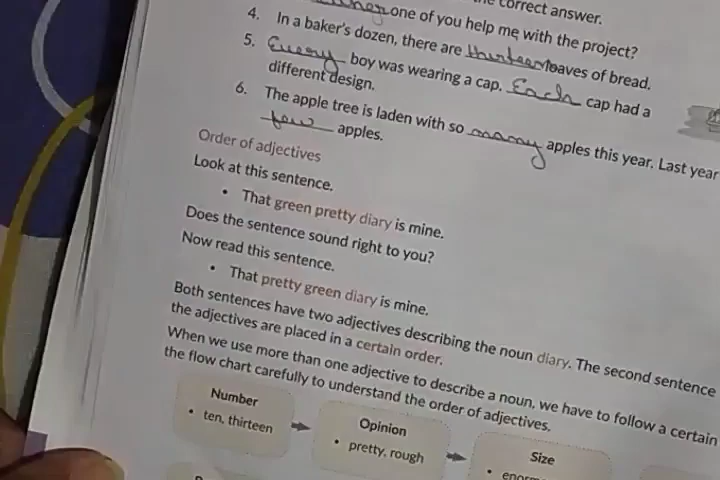 correct answer.
one of you help me with the project?
4. In a baker's dozen, there are thirteen loaves of bread.
5. Every boy was wearing a cap. Each cap had a
different design.
6. The apple tree is laden with so many apples this year. Last year
few apples.
Order of adjectives
Look at this sentence.
• That green pretty diary is mine.
Does the sentence sound right to you?
Now read this sentence.
• That pretty green diary is mine.
Both sentences have two adjectives describing the noun diary. The second sentence
the adjectives are placed in a certain order.
When we use more than one adjective to describe a noun, we have to follow a certain
the flow chart carefully to understand the order of adjectives.
Number
• ten, thirteen
Opinion
• pretty, rough
Size